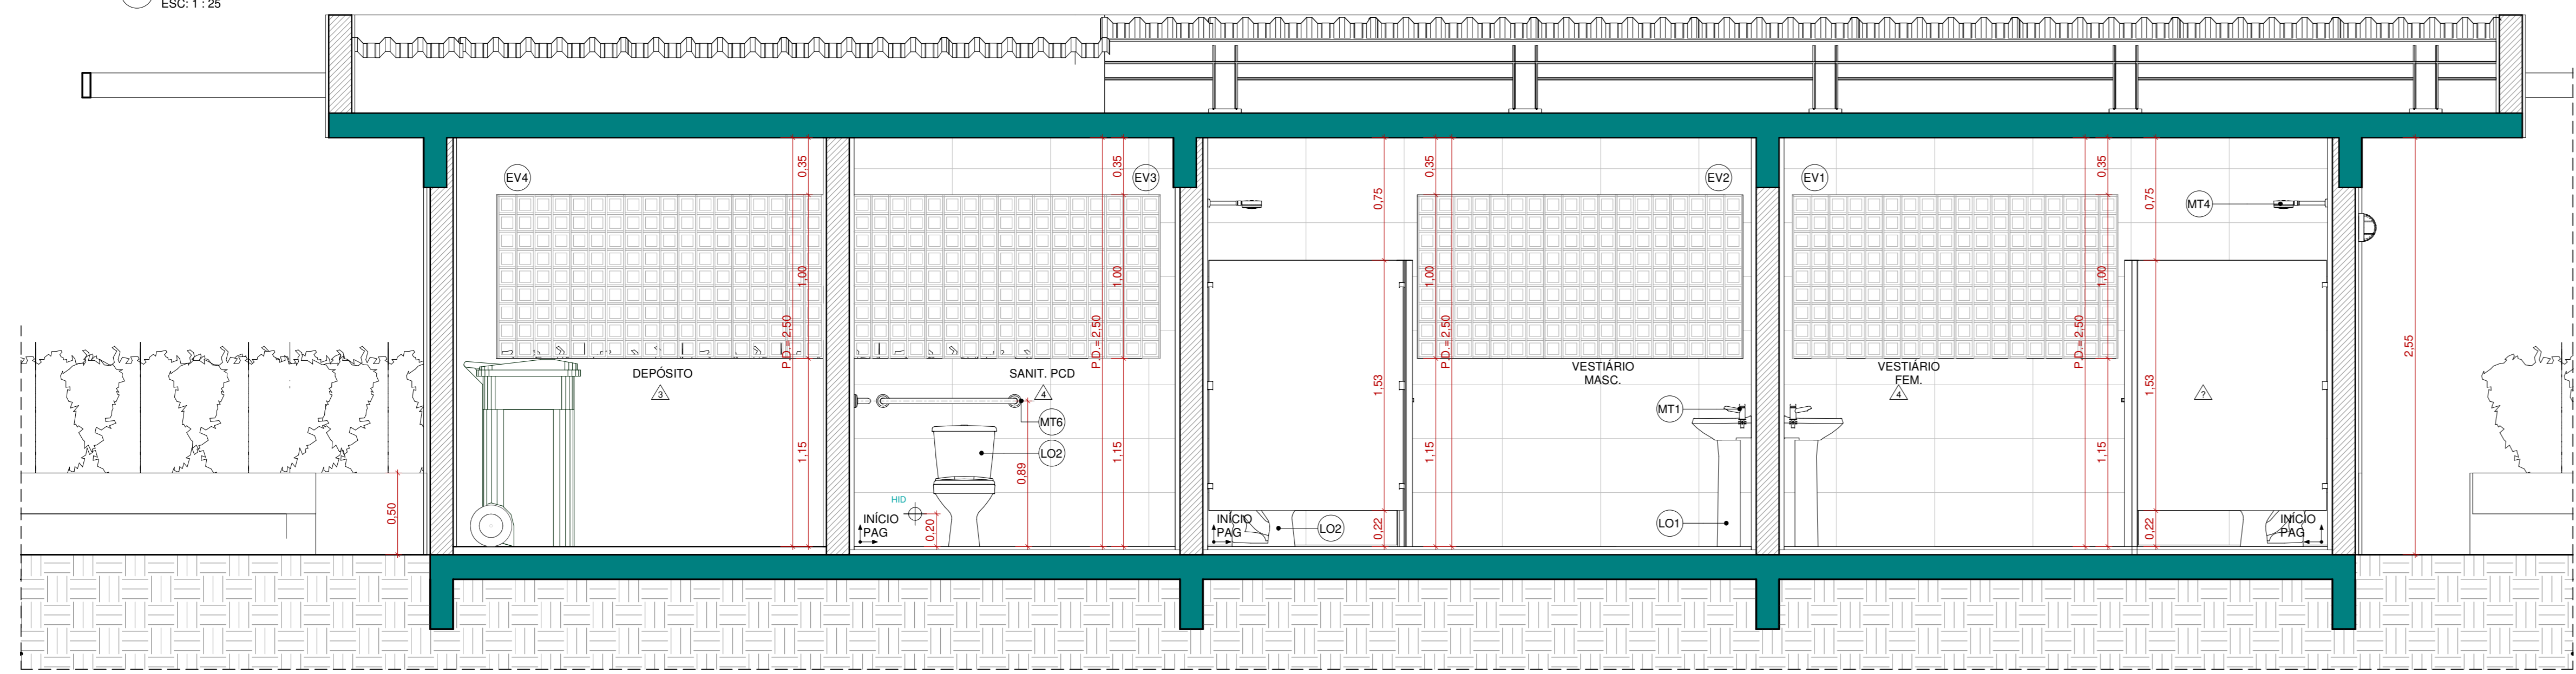 ESC: 1 : 25
EV4
0,35
0,35
EV3
0,75
0,35
EV2
EV1
0,35
0,75
MT4
1,00
1,00
1,00
1,00
P.D.= 2,50
P.D.= 2,50
P.D.= 2,50
P.D.= 2,50
2,55
DEPÓSITO
3
SANIT. PCD
4
1,53
VESTIÁRIO
MASC.
VESTIÁRIO
FEM.
4
1,53
?
MT6
MT1
1,15
LO2
0,89
1,15
1,15
1,15
0,50
HID
INÍCIO
PAG
0,20
INÍCIO
PAG
LO2
0,22
LO1
0,22
INÍCIO
PAG